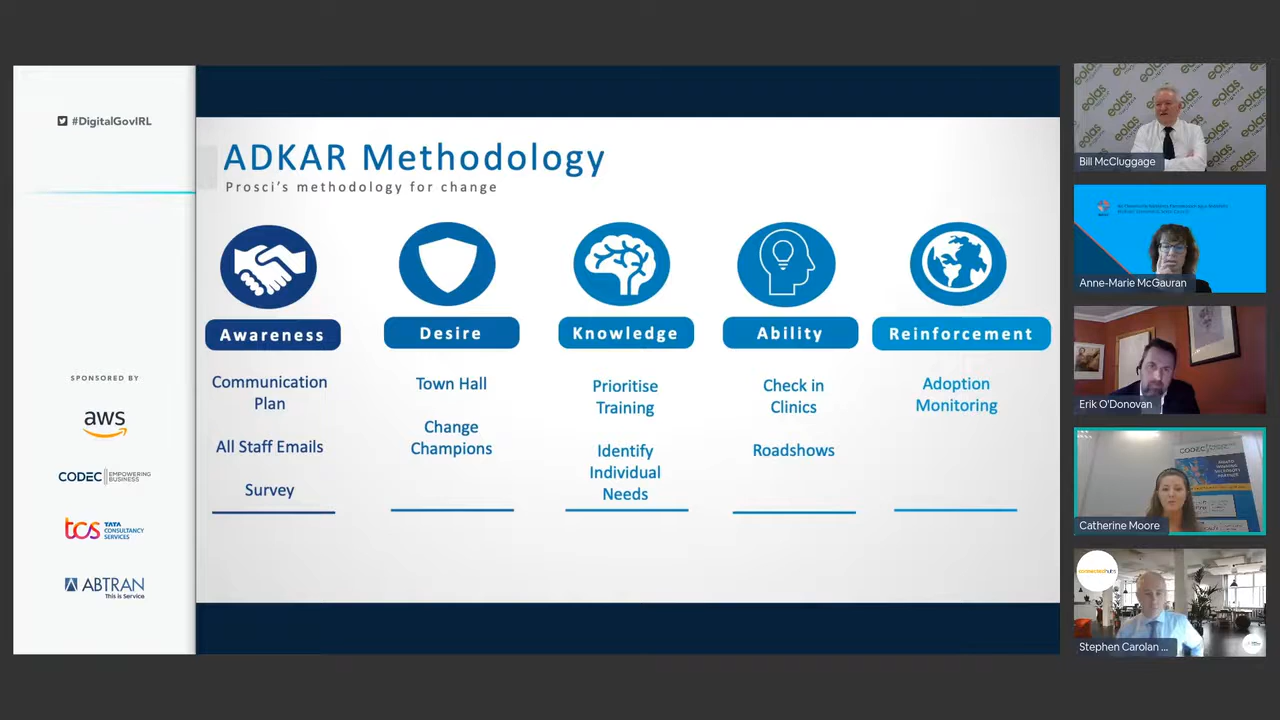 #DigitalGovIRL
SPONSORED BY
aws
CODEC
EMPOWERING
BUSINESS
tcs
TATA
CONSULTANCY
SERVICES
ABTRAN
This is Service
ADKAR Methodology
Prosci's methodology for change
Awareness
Communication
Plan
All Staff Emails
Survey
Desire
Town Hall
Change
Champions
Knowledge
Prioritise
Training
Identify
Individual
Needs
Ability
Check in
Clinics
Roadshows
Reinforcement
Adoption
Monitoring
eolas
Bill McCluggage
Anne-Marie McGauran
Erik O'Donovan
CODEC
Catherine Moore
connectedhubs
Stephen Carolan ...